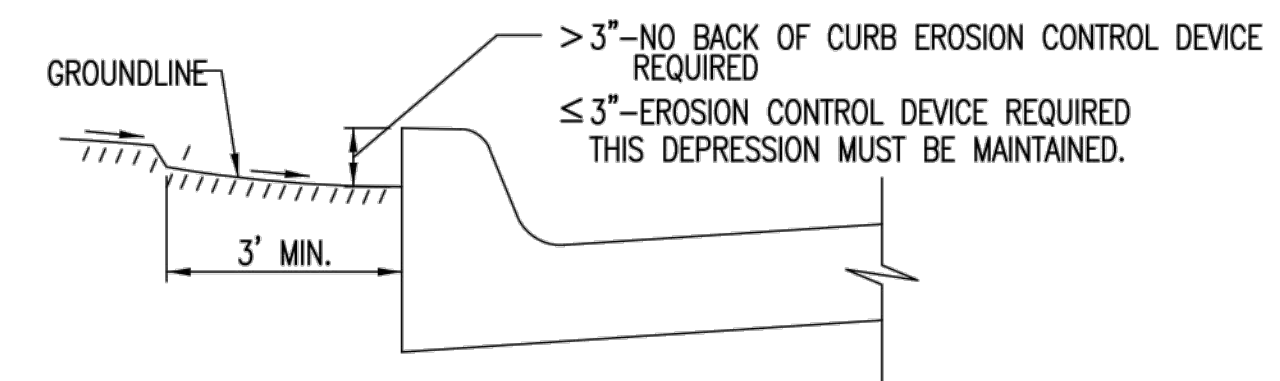 > 3"-NO BACK OF CURB EROSION CONTROL DEVICE
REQUIRED
GROUNDLINE
≤ 3"-EROSION CONTROL DEVICE REQUIRED
THIS DEPRESSION MUST BE MAINTAINED.
3' MIN.